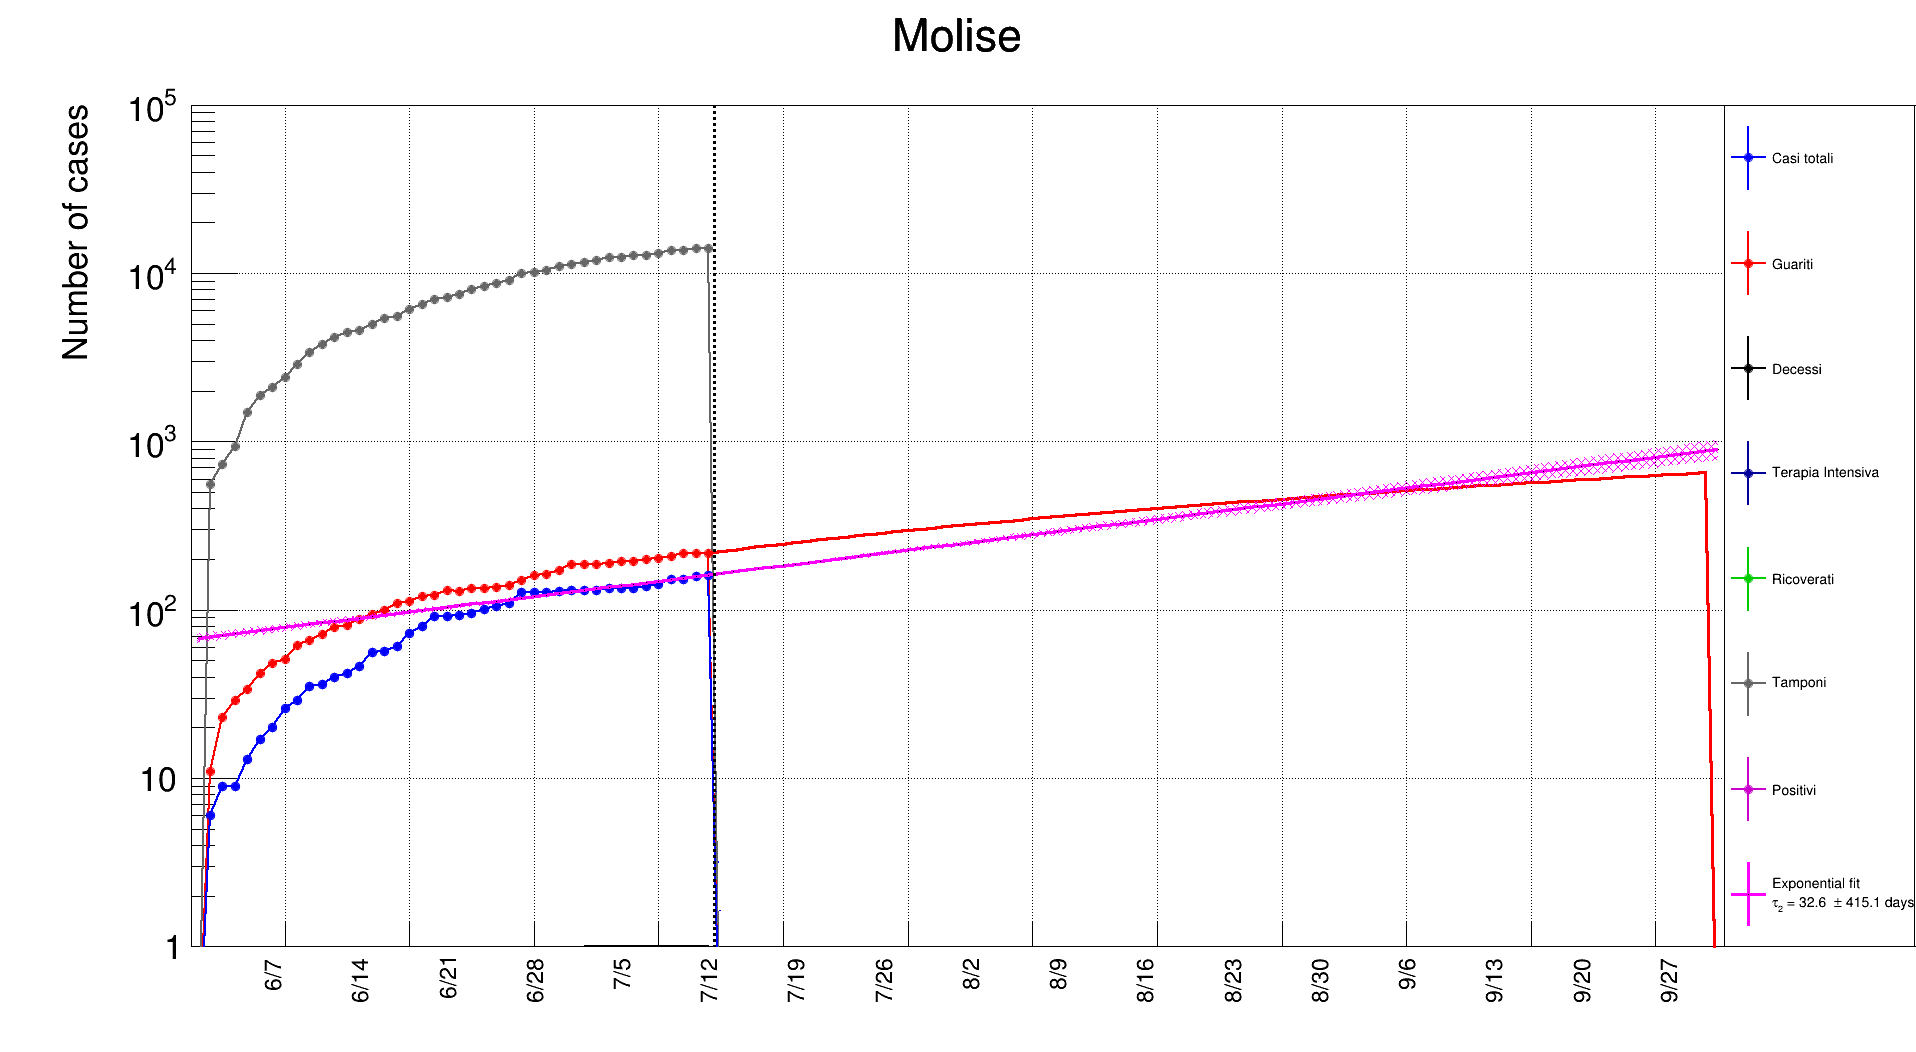 Molise
Number of cases
10⁵
10⁴
10³
10²
10
1
6/7
6/14
6/21
6/28
7/5
7/12
7/19
7/26
8/2
8/9
8/16
8/23
8/30
9/6
9/13
9/20
9/27
Casi totali
Guariti
Decessi
Terapia Intensiva
Ricoverati
Tamponi
Positivi
Exponential fit
τ₂ = 32.6 ± 415.1 days